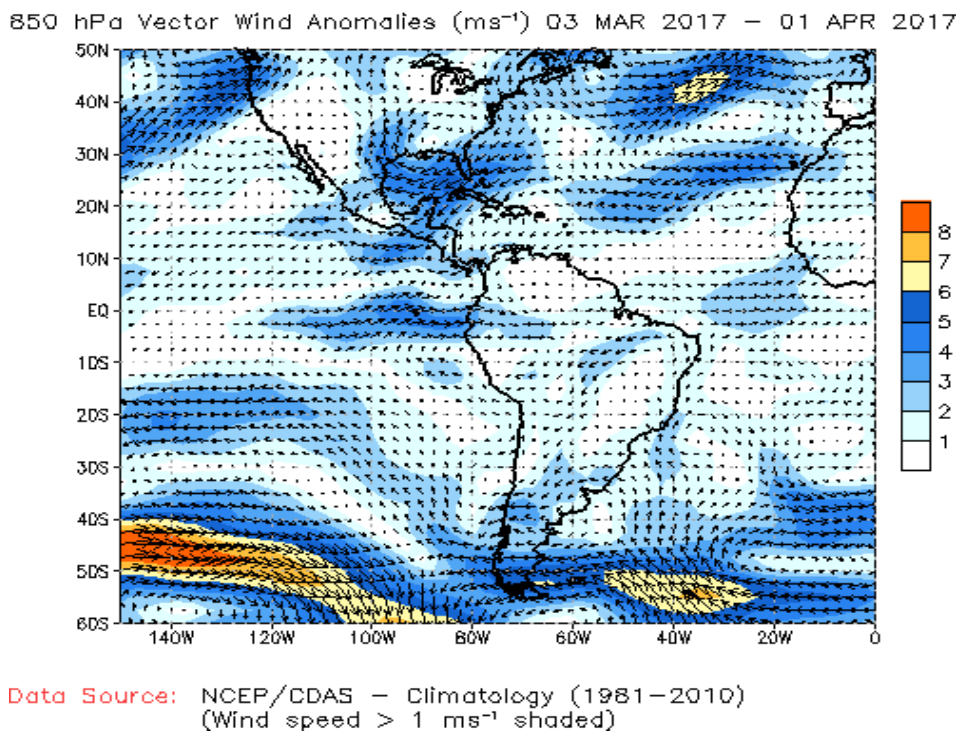 850 hPa Vector Wind Anomalies (ms⁻¹) 03 MAR 2017 – 01 APR 2017
50N
40N
30N
20N
10N
EQ
10S
20S
30S
40S
50S
60S
140W 120W 100W 80W 60W 40W 20W 0
8
7
6
5
4
3
2
1
Data Source: NCEP/CDAS – Climatology (1981–2010)
(Wind speed > 1 ms⁻¹ shaded)